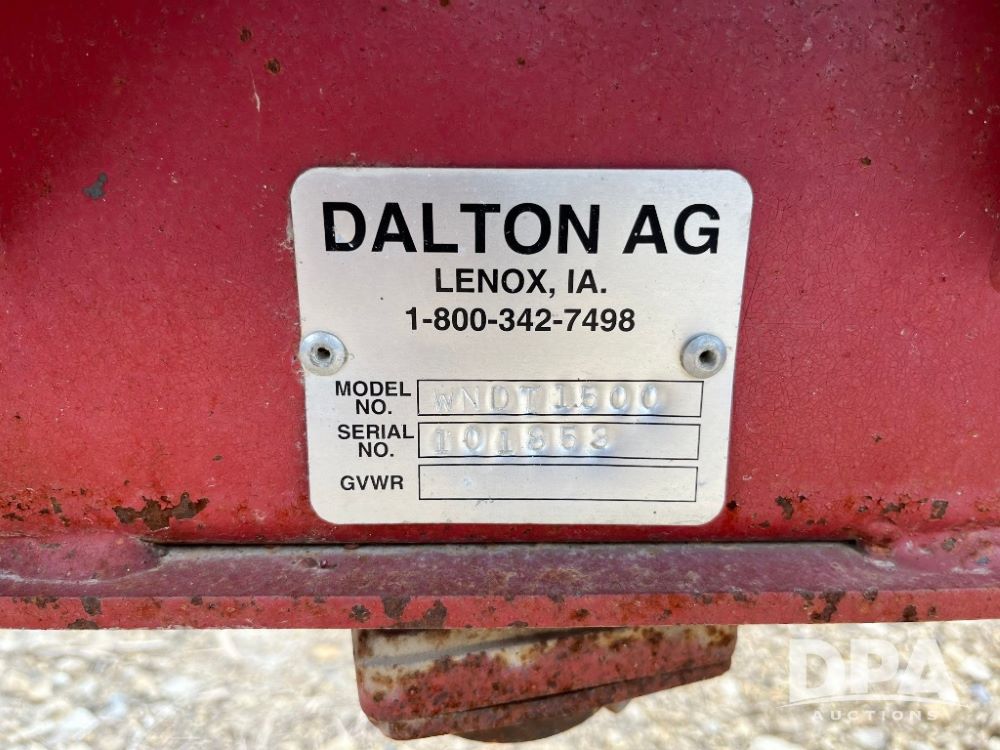 DALTON AG
LENOX, IA.
1-800-342-7498
MODEL NO. WNDT1500
SERIAL NO. 101853
GVWR
DPA
AUCTIONS